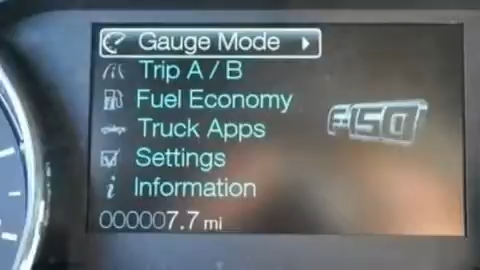 Gauge Mode
Trip A / B
Fuel Economy
Truck Apps
F-150
Settings
Information
000007.7 mi